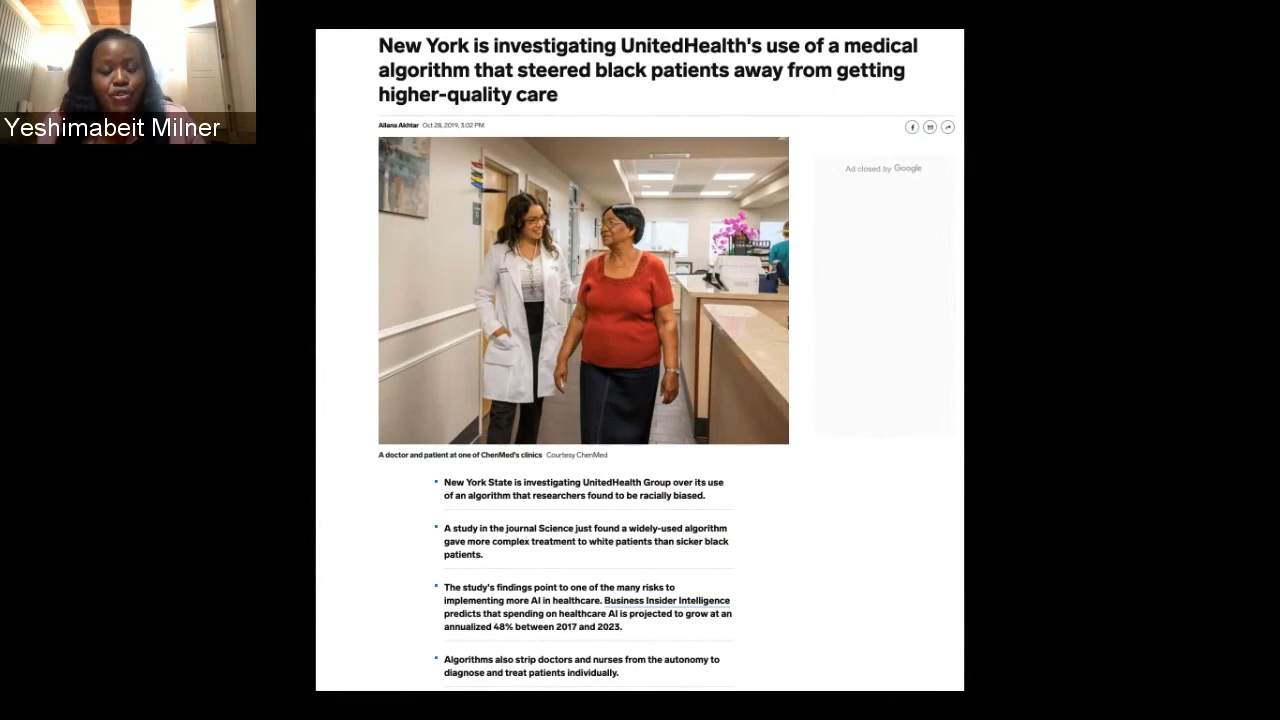 Yeshimabeit Milner
New York is investigating UnitedHealth's use of a medical
algorithm that steered black patients away from getting
higher-quality care
Allana Akhtar Oct 28, 2019, 3:02 PM
Ad closed by Google
A doctor and patient at one of ChenMed's clinics Courtesy ChenMed
New York State is investigating UnitedHealth Group over its use
of an algorithm that researchers found to be racially biased.
A study in the journal Science just found a widely-used algorithm
gave more complex treatment to white patients than sicker black
patients.
The study's findings point to one of the many risks to
implementing more AI in healthcare. Business Insider Intelligence
predicts that spending on healthcare AI is projected to grow at an
annualized 48% between 2017 and 2023.
Algorithms also strip doctors and nurses from the autonomy to
diagnose and treat patients individually.